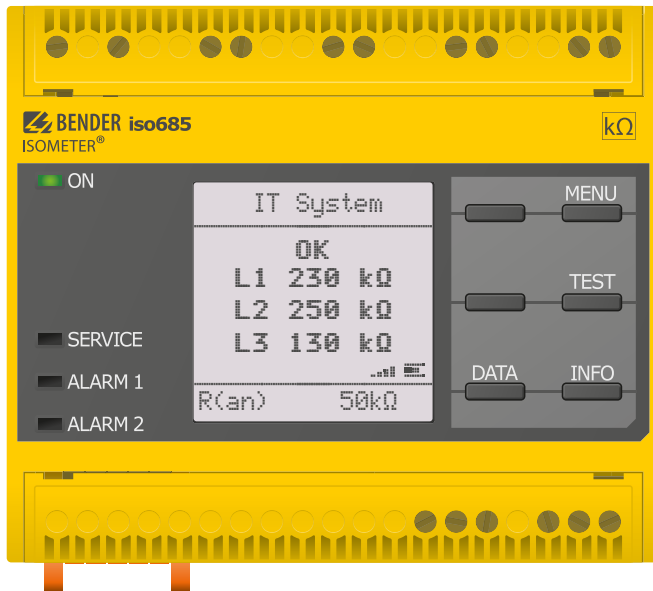 BENDER iso685
ISOMETER®
kΩ
ON
IT System
MENU
OK
L1 230 kΩ
L2 250 kΩ
L3 130 kΩ
TEST
SERVICE
ALARM 1
ALARM 2
R(an) 50kΩ
DATA
INFO